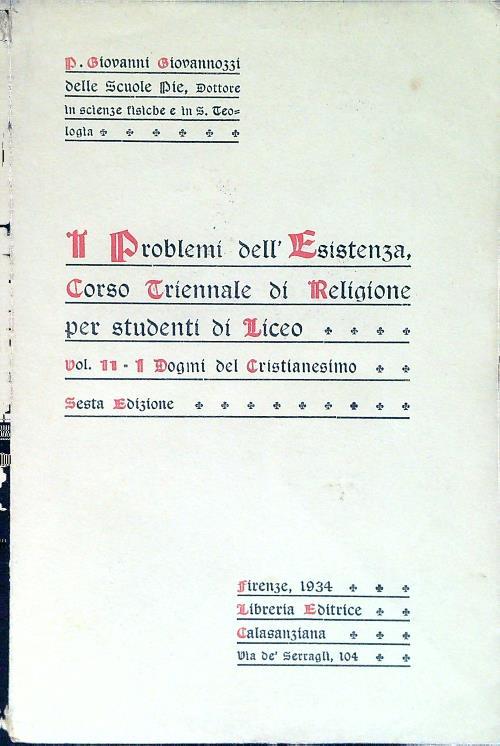 P. Giovanni Giovannozzi
delle Scuole Pie, Dottore
in scienze fisiche e in S. Teo=
logia ✤ ✤ ✤ ✤ ✤ ✤
I Problemi dell' Esistenza,
Corso Triennale di Religione
per studenti di Liceo ✤ ✤ ✤ ✤
Vol. II - I Dogmi del Cristianesimo ✤ ✤
Sesta Edizione ✤ ✤ ✤ ✤ ✤ ✤ ✤ ✤ ✤
Firenze, 1934 ✤ ✤ ✤
Libreria Editrice ✤ ✤
Calasanziana ✤ ✤ ✤
Via de' Serragli, 104 ✤ ✤